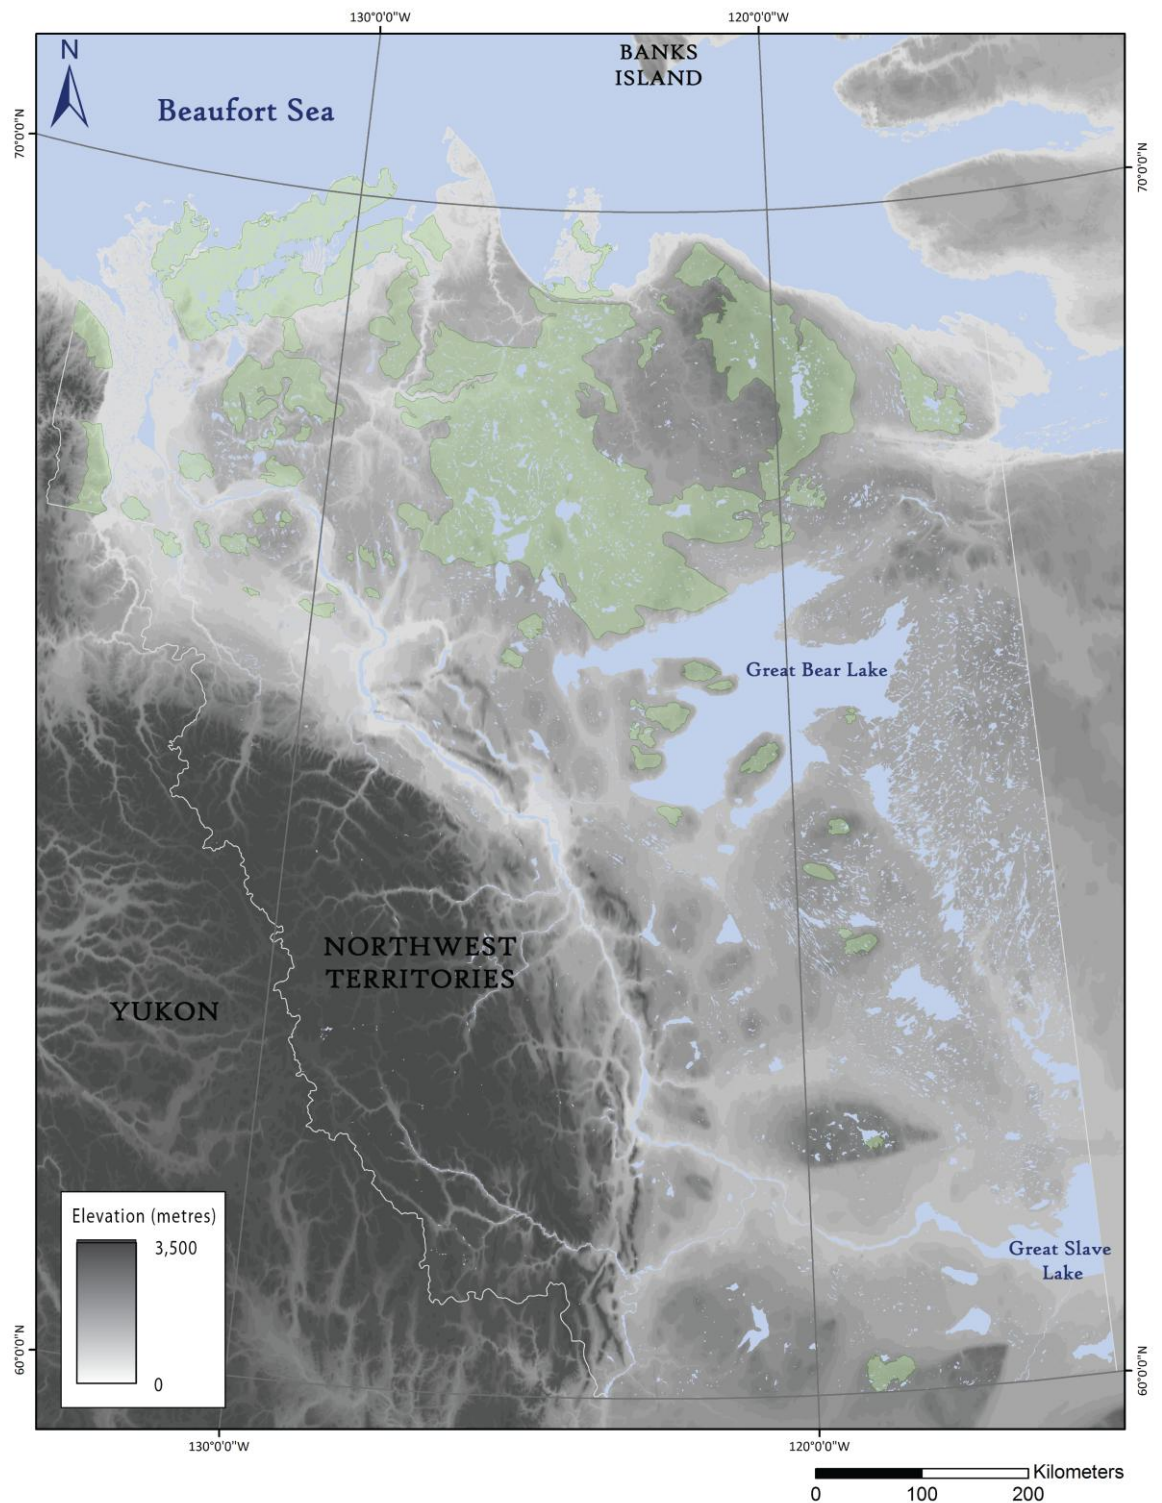 130°0'0"W
120°0'0"W
N
BANKS
ISLAND
Beaufort Sea
70°0'0"N
70°0'0"N
Great Bear Lake
NORTHWEST
TERRITORIES
YUKON
Elevation (metres)
3,500
0
Great Slave
Lake
60°0'0"N
60°0'0"N
130°0'0"W
120°0'0"W
Kilometers
0
100
200